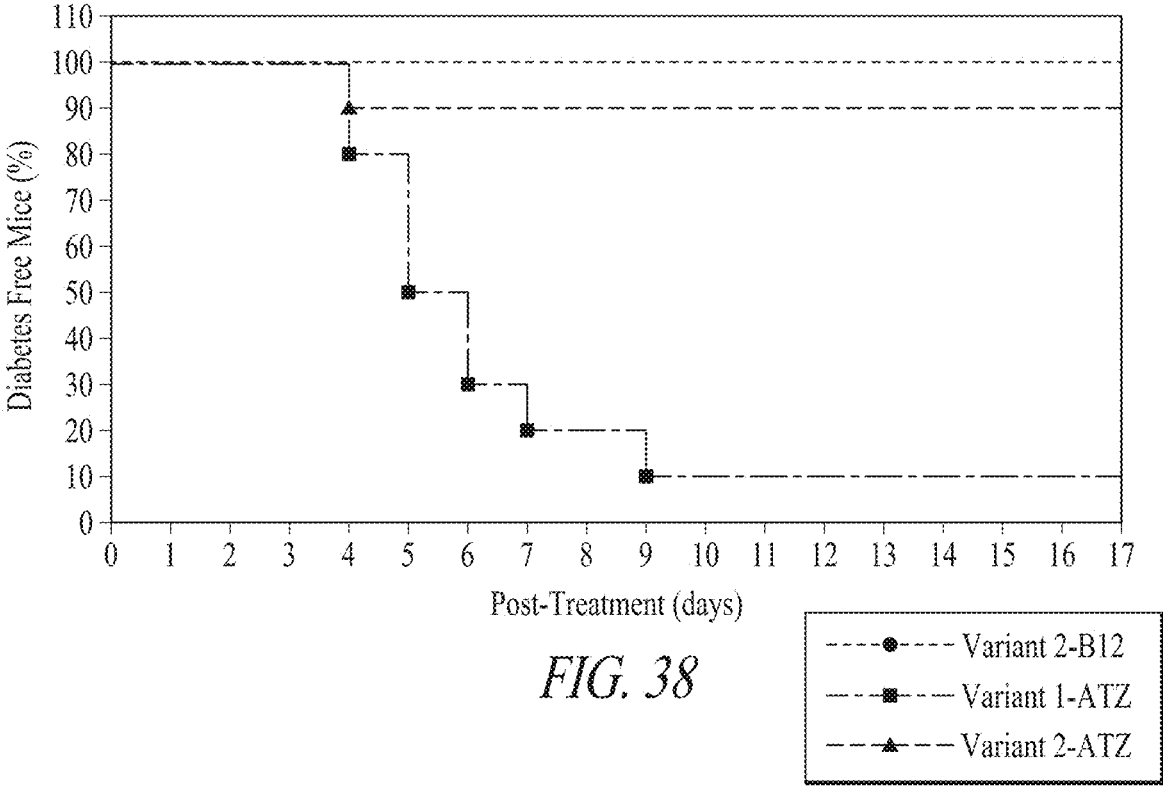 110
100
90
80
70
60
50
40
30
20
10
0
Diabetes Free Mice (%)
0 1 2 3 4 5 6 7 8 9 10 11 12 13 14 15 16 17
Post-Treatment (days)
FIG. 38
Variant 2-B12
Variant 1-ATZ
Variant 2-ATZ